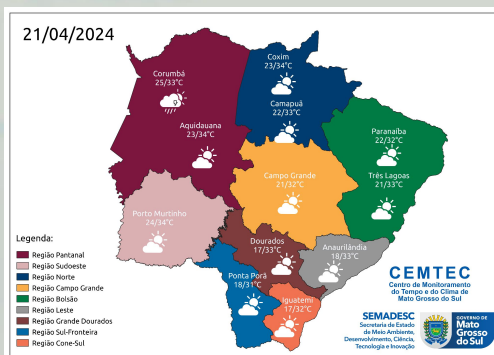 21/04/2024
Coxim
23/34°C
Corumbá
25/33°C
Camapuã
22/33°C
Aquidauana
23/34°C
Paranaíba
22/32°C
Campo Grande
21/32°C
Três Lagoas
21/33°C
Porto Murtinho
24/34°C
Dourados
17/33°C
Anaurilândia
18/33°C
Ponta Porã
18/31°C
Iguatemi
17/32°C
Legenda:
Região Pantanal
Região Sudoeste
Região Norte
Região Campo Grande
Região Bolsão
Região Leste
Região Grande Dourados
Região Sul-Fronteira
Região Cone-Sul
CEMTEC
Centro de Monitoramento
do Tempo e do Clima de
Mato Grosso do Sul
SEMADESC
Secretaria de Estado
de Meio Ambiente,
Desenvolvimento, Ciência,
Tecnologia e Inovação
GOVERNO DE
Mato
Grosso
do Sul